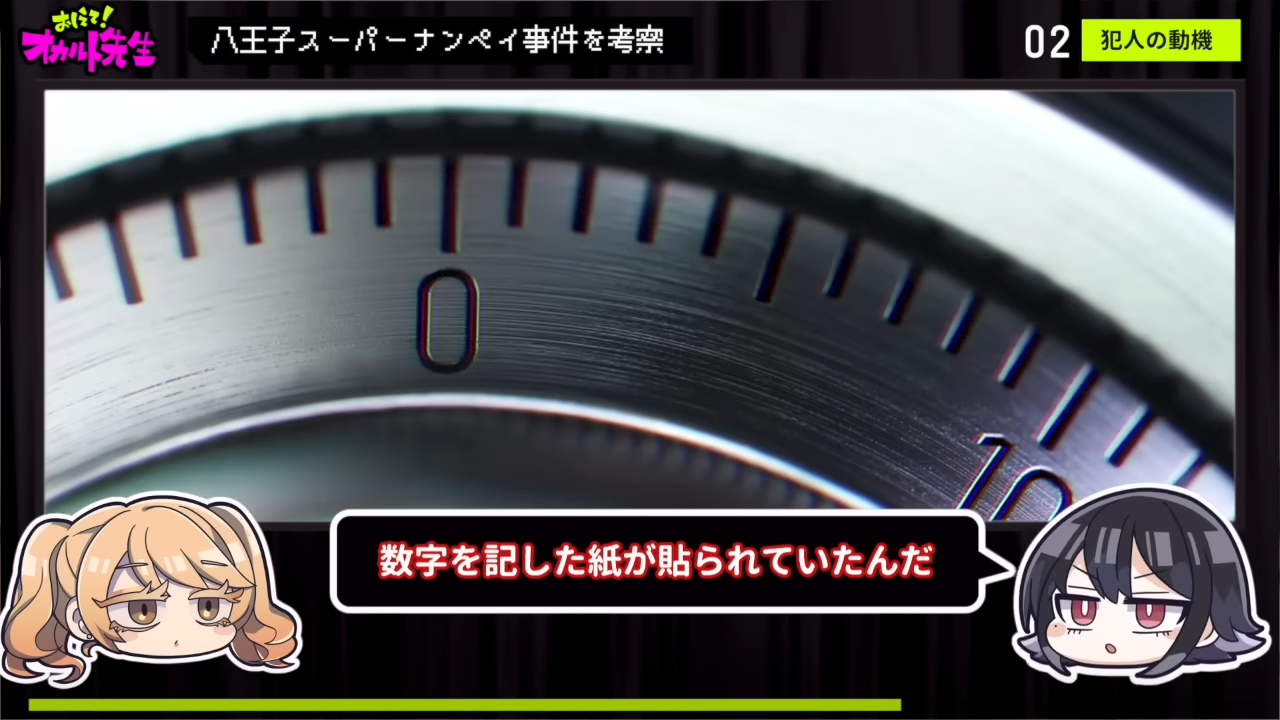 おしえて!
オカルト先生
八王子スーパーナンペイ事件を考察
02 犯人の動機
0
10
数字を記した紙が貼られていたんだ